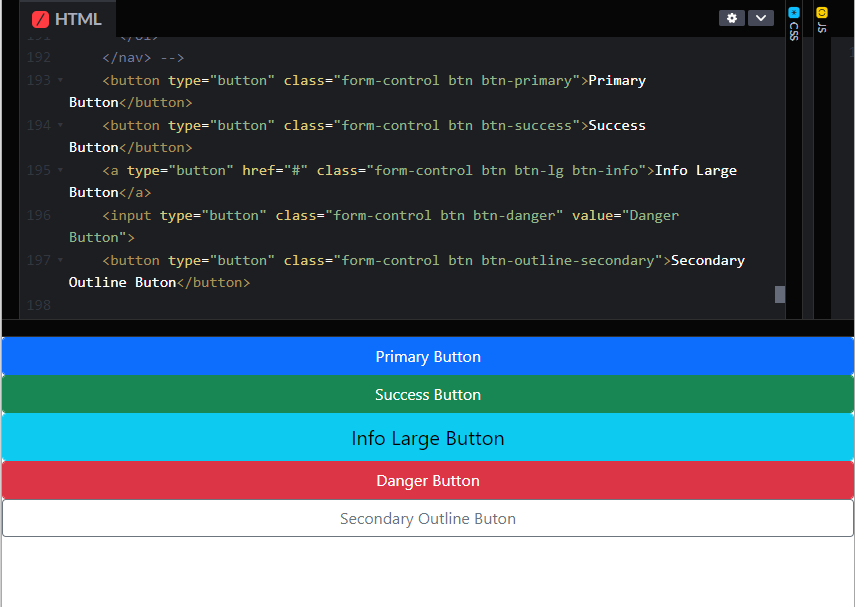 HTML
CSS
JS
191 </ol>
192 </nav> -->
193 <button type="button" class="form-control btn btn-primary">Primary
Button</button>
194 <button type="button" class="form-control btn btn-success">Success
Button</button>
195 <a type="button" href="#" class="form-control btn btn-lg btn-info">Info Large
Button</a>
196 <input type="button" class="form-control btn btn-danger" value="Danger
Button">
197 <button type="button" class="form-control btn btn-outline-secondary">Secondary
Outline Buton</button>
198
1
Primary Button
Success Button
Info Large Button
Danger Button
Secondary Outline Buton